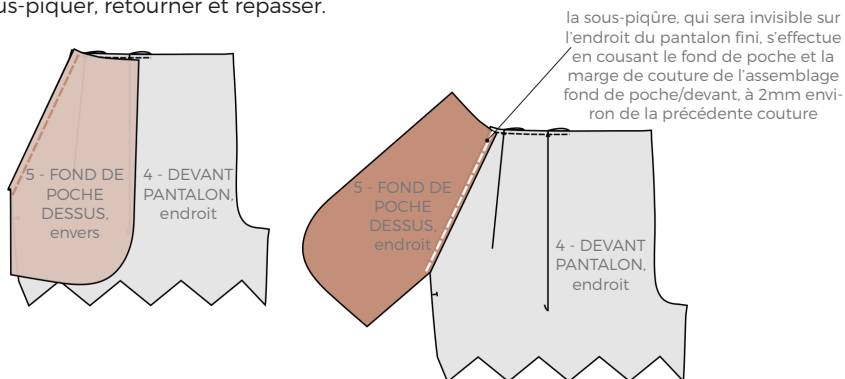 us-piquer, retourner et repasser.
la sous-piqûre, qui sera invisible sur
l'endroit du pantalon fini, s'effectue
en cousant le fond de poche et la
marge de couture de l'assemblage
fond de poche/devant, à 2mm envi-
ron de la précédente couture
5 - FOND DE
POCHE
DESSUS,
envers
4 - DEVANT
PANTALON,
endroit
5 - FOND DE
POCHE
DESSUS,
endroit
4 - DEVANT
PANTALON,
endroit